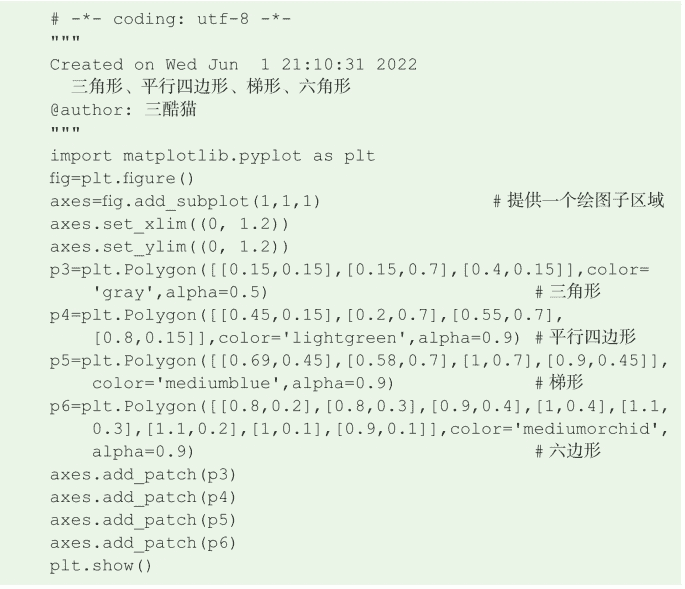 # -*- coding: utf-8 -*-
"""
Created on Wed Jun  1 21:10:31 2022
  三角形、平行四边形、梯形、六角形
@author: 三酷猫
"""
import matplotlib.pyplot as plt
fig=plt.figure()
axes=fig.add_subplot(1,1,1) # 提供一个绘图子区域
axes.set_xlim((0, 1.2))
axes.set_ylim((0, 1.2))
p3=plt.Polygon([[0.15,0.15],[0.15,0.7],[0.4,0.15]],color=
    'gray',alpha=0.5) # 三角形
p4=plt.Polygon([[0.45,0.15],[0.2,0.7],[0.55,0.7],
    [0.8,0.15]],color='lightgreen',alpha=0.9) # 平行四边形
p5=plt.Polygon([[0.69,0.45],[0.58,0.7],[1,0.7],[0.9,0.45]],
    color='mediumblue',alpha=0.9) # 梯形
p6=plt.Polygon([[0.8,0.2],[0.8,0.3],[0.9,0.4],[1,0.4],[1.1,
    0.3],[1.1,0.2],[1,0.1],[0.9,0.1]],color='mediumorchid',
    alpha=0.9) # 六边形
axes.add_patch(p3)
axes.add_patch(p4)
axes.add_patch(p5)
axes.add_patch(p6)
plt.show()